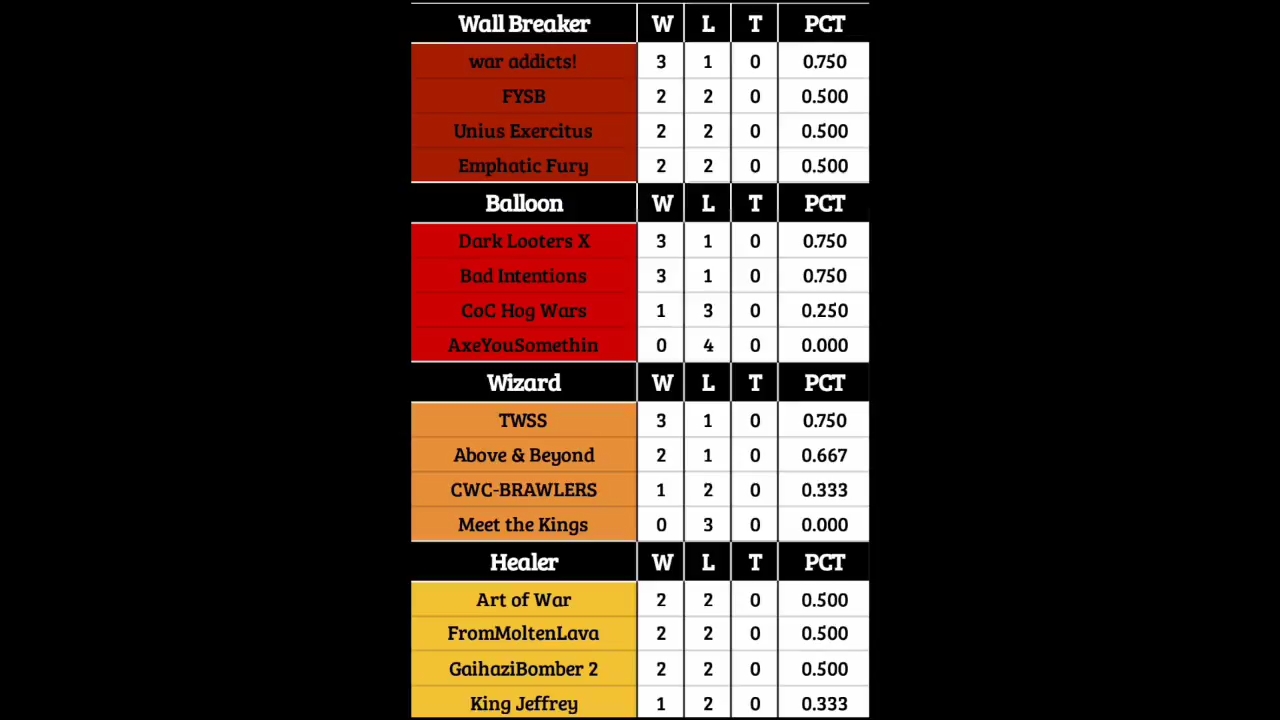 Wall Breaker W L T PCT
war addicts! 3 1 0 0.750
FYSB 2 2 0 0.500
Unius Exercitus 2 2 0 0.500
Emphatic Fury 2 2 0 0.500
Balloon W L T PCT
Dark Looters X 3 1 0 0.750
Bad Intentions 3 1 0 0.750
CoC Hog Wars 1 3 0 0.250
AxeYouSomethin 0 4 0 0.000
Wizard W L T PCT
TWSS 3 1 0 0.750
Above & Beyond 2 1 0 0.667
CWC-BRAWLERS 1 2 0 0.333
Meet the Kings 0 3 0 0.000
Healer W L T PCT
Art of War 2 2 0 0.500
FromMoltenLava 2 2 0 0.500
GaihaziBomber 2 2 2 0 0.500
King Jeffrey 1 2 0 0.333